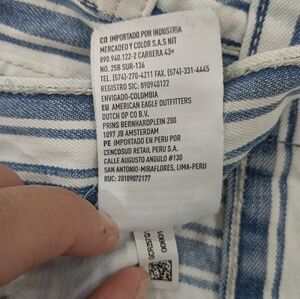 CO IMPORTADO POR INDUSTRIA
MERCADEO Y COLOR S.A.S NIT
890.940.122-2 CARRERA 43ª
NO. 25B SUR-136
TEL. (574)-270-4211 FAX. (574)-331-6445
REGISTRO SIC: 890940122
ENVIGADO-COLOMBIA
EU AMERICAN EAGLE OUTFITTERS
DUTCH OP CO B.V.
PRINS BERNHARDPLEIN 200
1097 JB AMSTERDAM
PE IMPORTADO EN PERU POR
CENCOSUD RETAIL PERU S.A.
CALLE AUGUSTO ANGULO #130
SAN ANTONIO-MIRAFLORES, LIMA-PERU
RUC: 20109072177